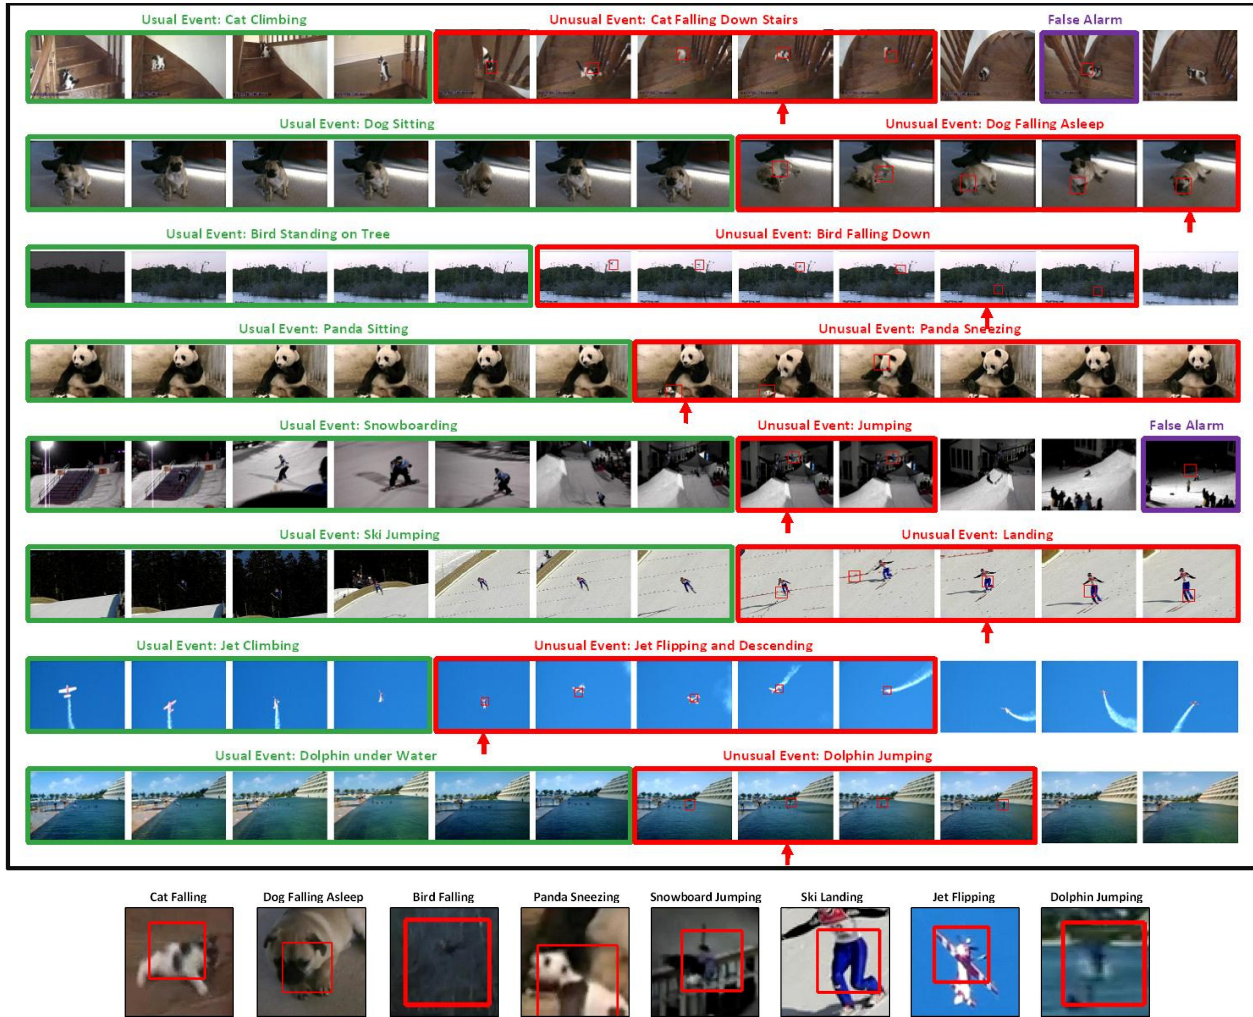 Usual Event: Cat Climbing
Unusual Event: Cat Falling Down Stairs
False Alarm
Usual Event: Dog Sitting
Unusual Event: Dog Falling Asleep
Usual Event: Bird Standing on Tree
Unusual Event: Bird Falling Down
Usual Event: Panda Sitting
Unusual Event: Panda Sneezing
Usual Event: Snowboarding
Unusual Event: Jumping
False Alarm
Usual Event: Ski Jumping
Unusual Event: Landing
Usual Event: Jet Climbing
Unusual Event: Jet Flipping and Descending
Usual Event: Dolphin under Water
Unusual Event: Dolphin Jumping
Cat Falling
Dog Falling Asleep
Bird Falling
Panda Sneezing
Snowboard Jumping
Ski Landing
Jet Flipping
Dolphin Jumping